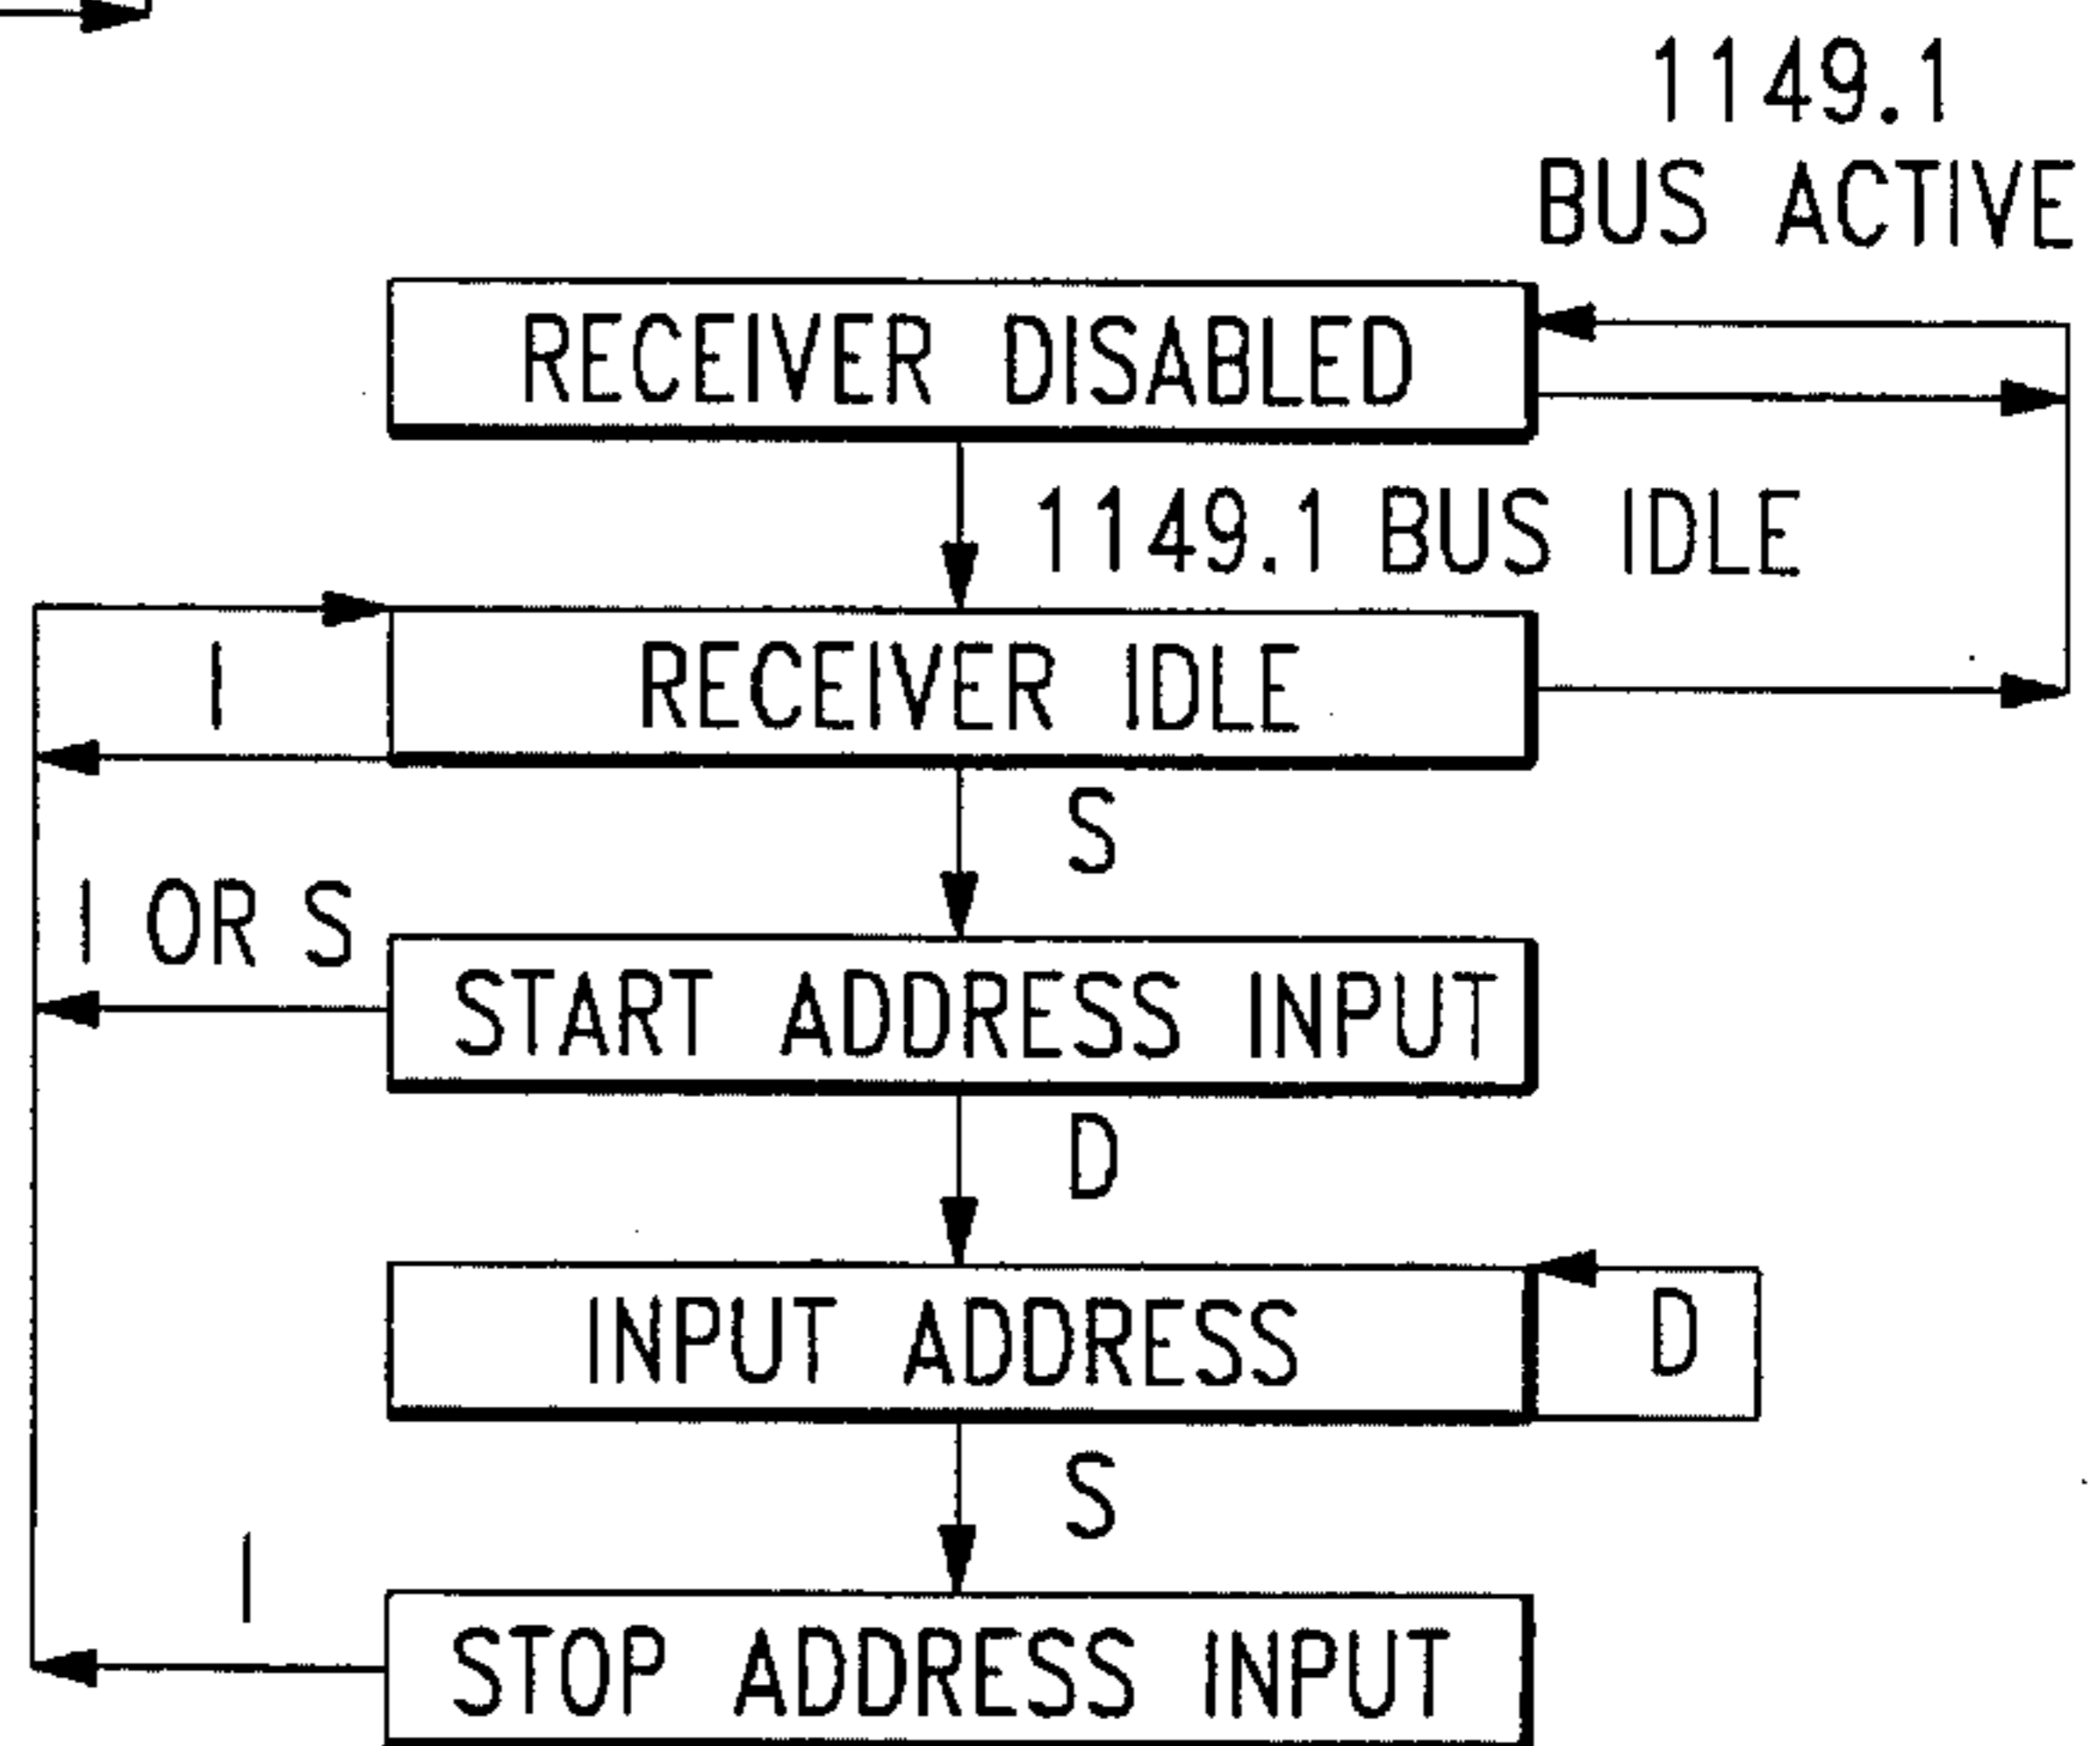 1149.1
BUS ACTIVE
RECEIVER DISABLED
1149.1 BUS IDLE
I
RECEIVER IDLE
S
I OR S
START ADDRESS INPUT
D
INPUT ADDRESS
D
S
I
STOP ADDRESS INPUT